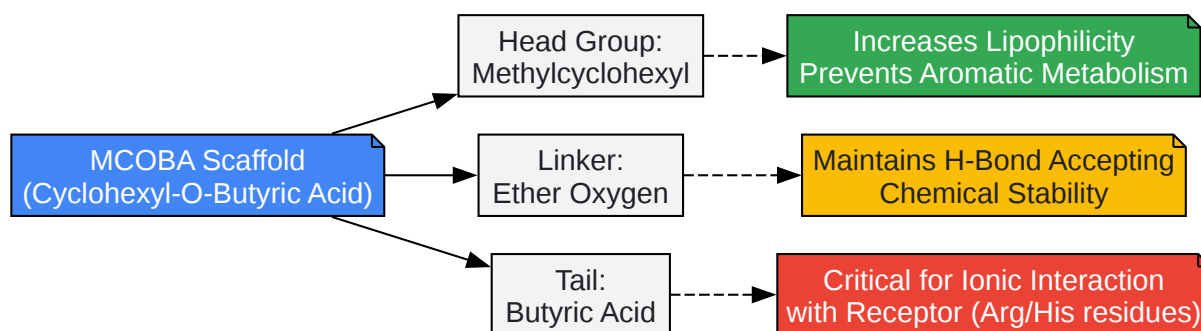 Head Group:
Methylcyclohexyl
Increases Lipophilicity
Prevents Aromatic Metabolism
MCOBA Scaffold
(Cyclohexyl-O-Butyric Acid)
Linker:
Ether Oxygen
Maintains H-Bond Accepting
Chemical Stability
Tail:
Butyric Acid
Critical for Ionic Interaction
with Receptor (Arg/His residues)